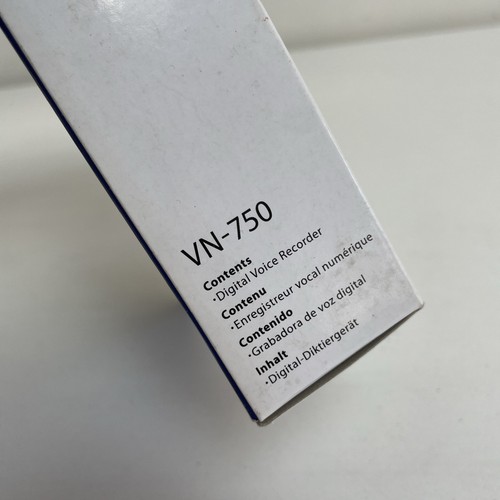 VN-750
Contents
·Digital Voice Recorder
Contenu
·Enregistreur vocal numérique
Contenido
·Grabadora de voz digital
Inhalt
·Digital-Diktiergerät